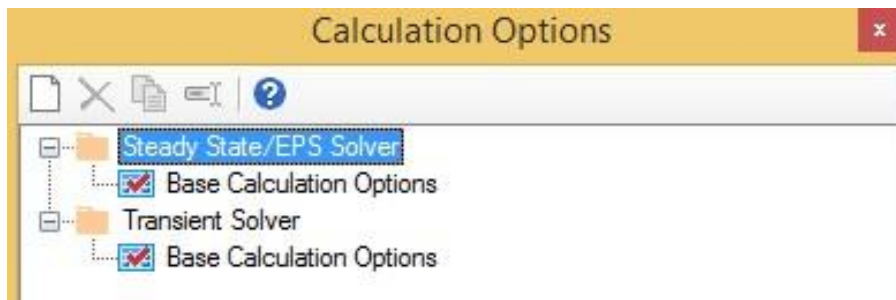 Calculation Options
x
?
Steady State/EPS Solver
Base Calculation Options
Transient Solver
Base Calculation Options